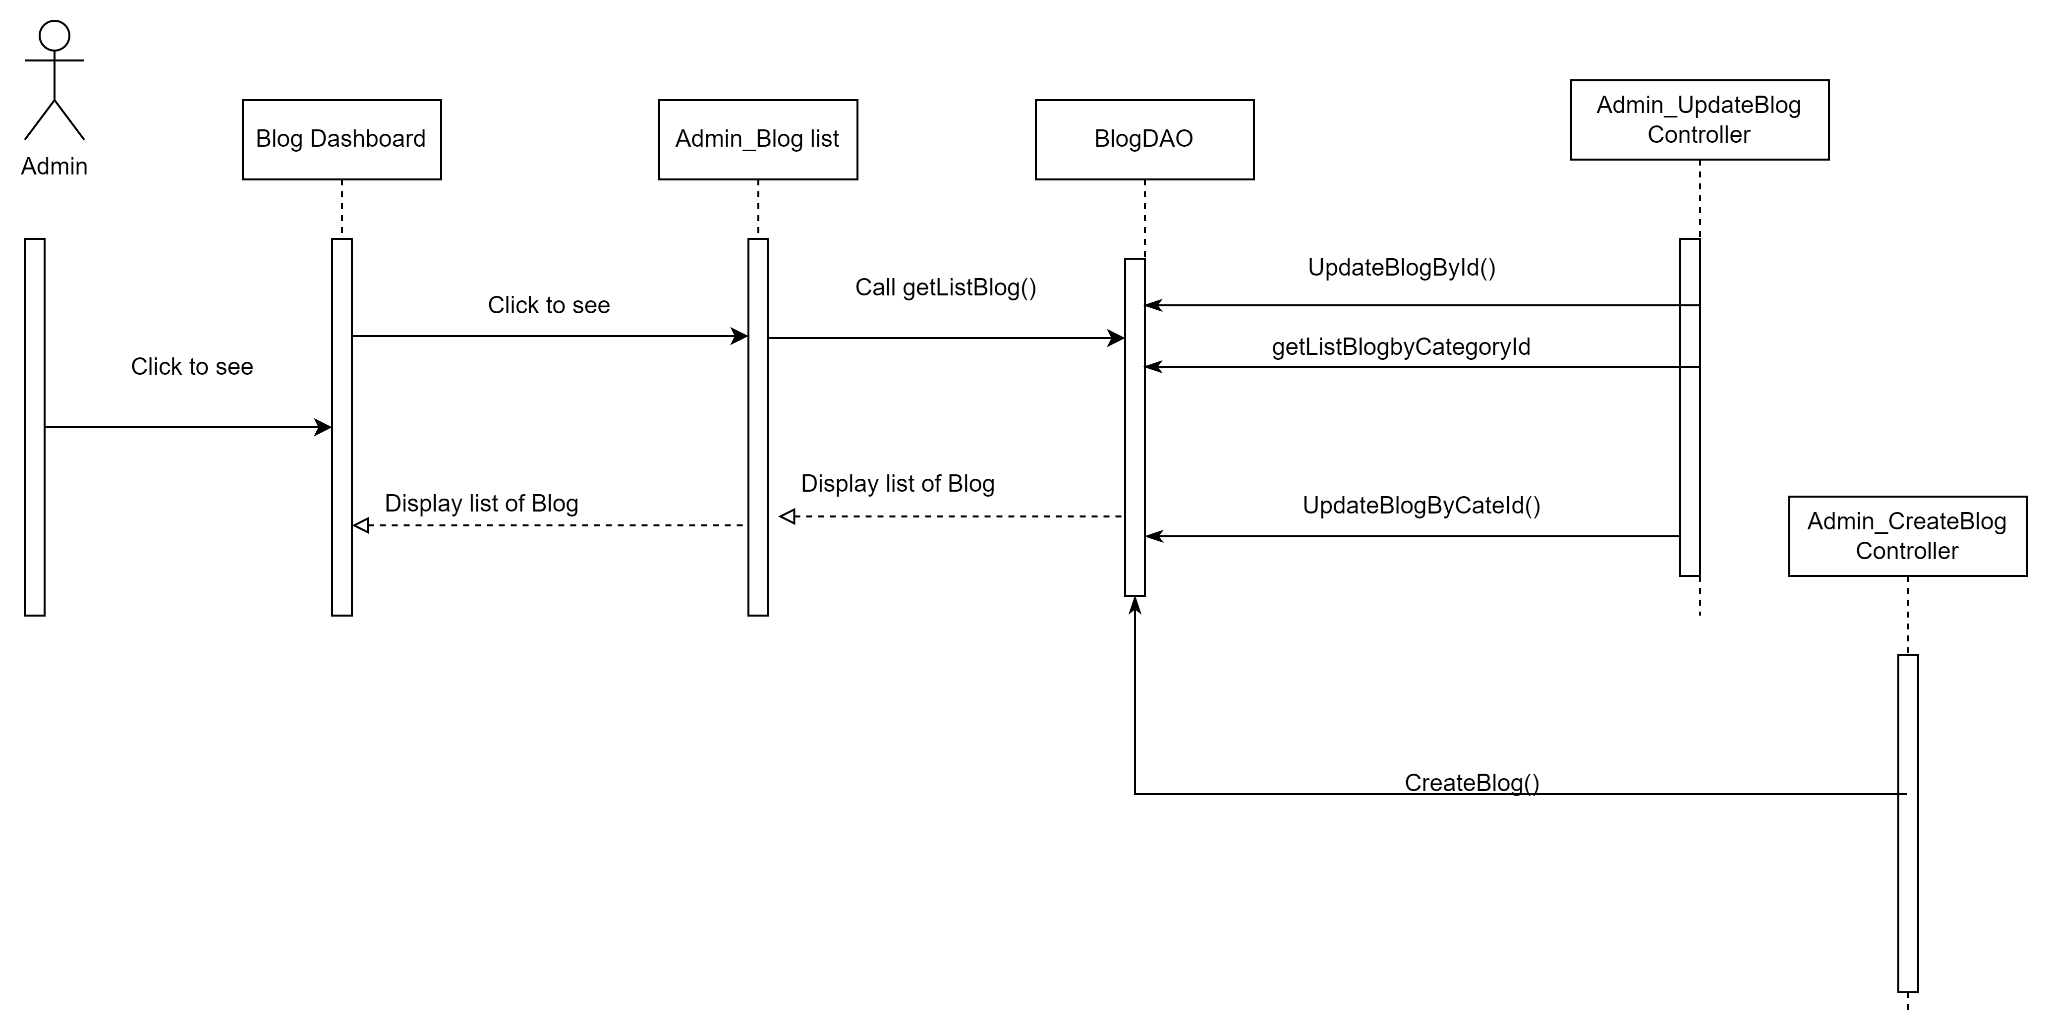 Admin
Blog Dashboard
Admin_Blog list
BlogDAO
Admin_UpdateBlog
Controller
Click to see
Click to see
Call getListBlog()
UpdateBlogById()
getListBlogbyCategoryId
Display list of Blog
Display list of Blog
UpdateBlogByCateId()
Admin_CreateBlog
Controller
CreateBlog()